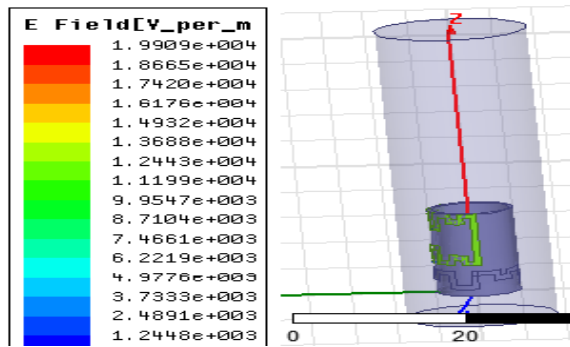 E Field[V_per_m
1.9909e+004
1.8665e+004
1.7420e+004
1.6176e+004
1.4932e+004
1.3688e+004
1.2443e+004
1.1199e+004
9.9547e+003
8.7104e+003
7.4661e+003
6.2219e+003
4.9776e+003
3.7333e+003
2.4891e+003
1.2448e+003
Z
0
20